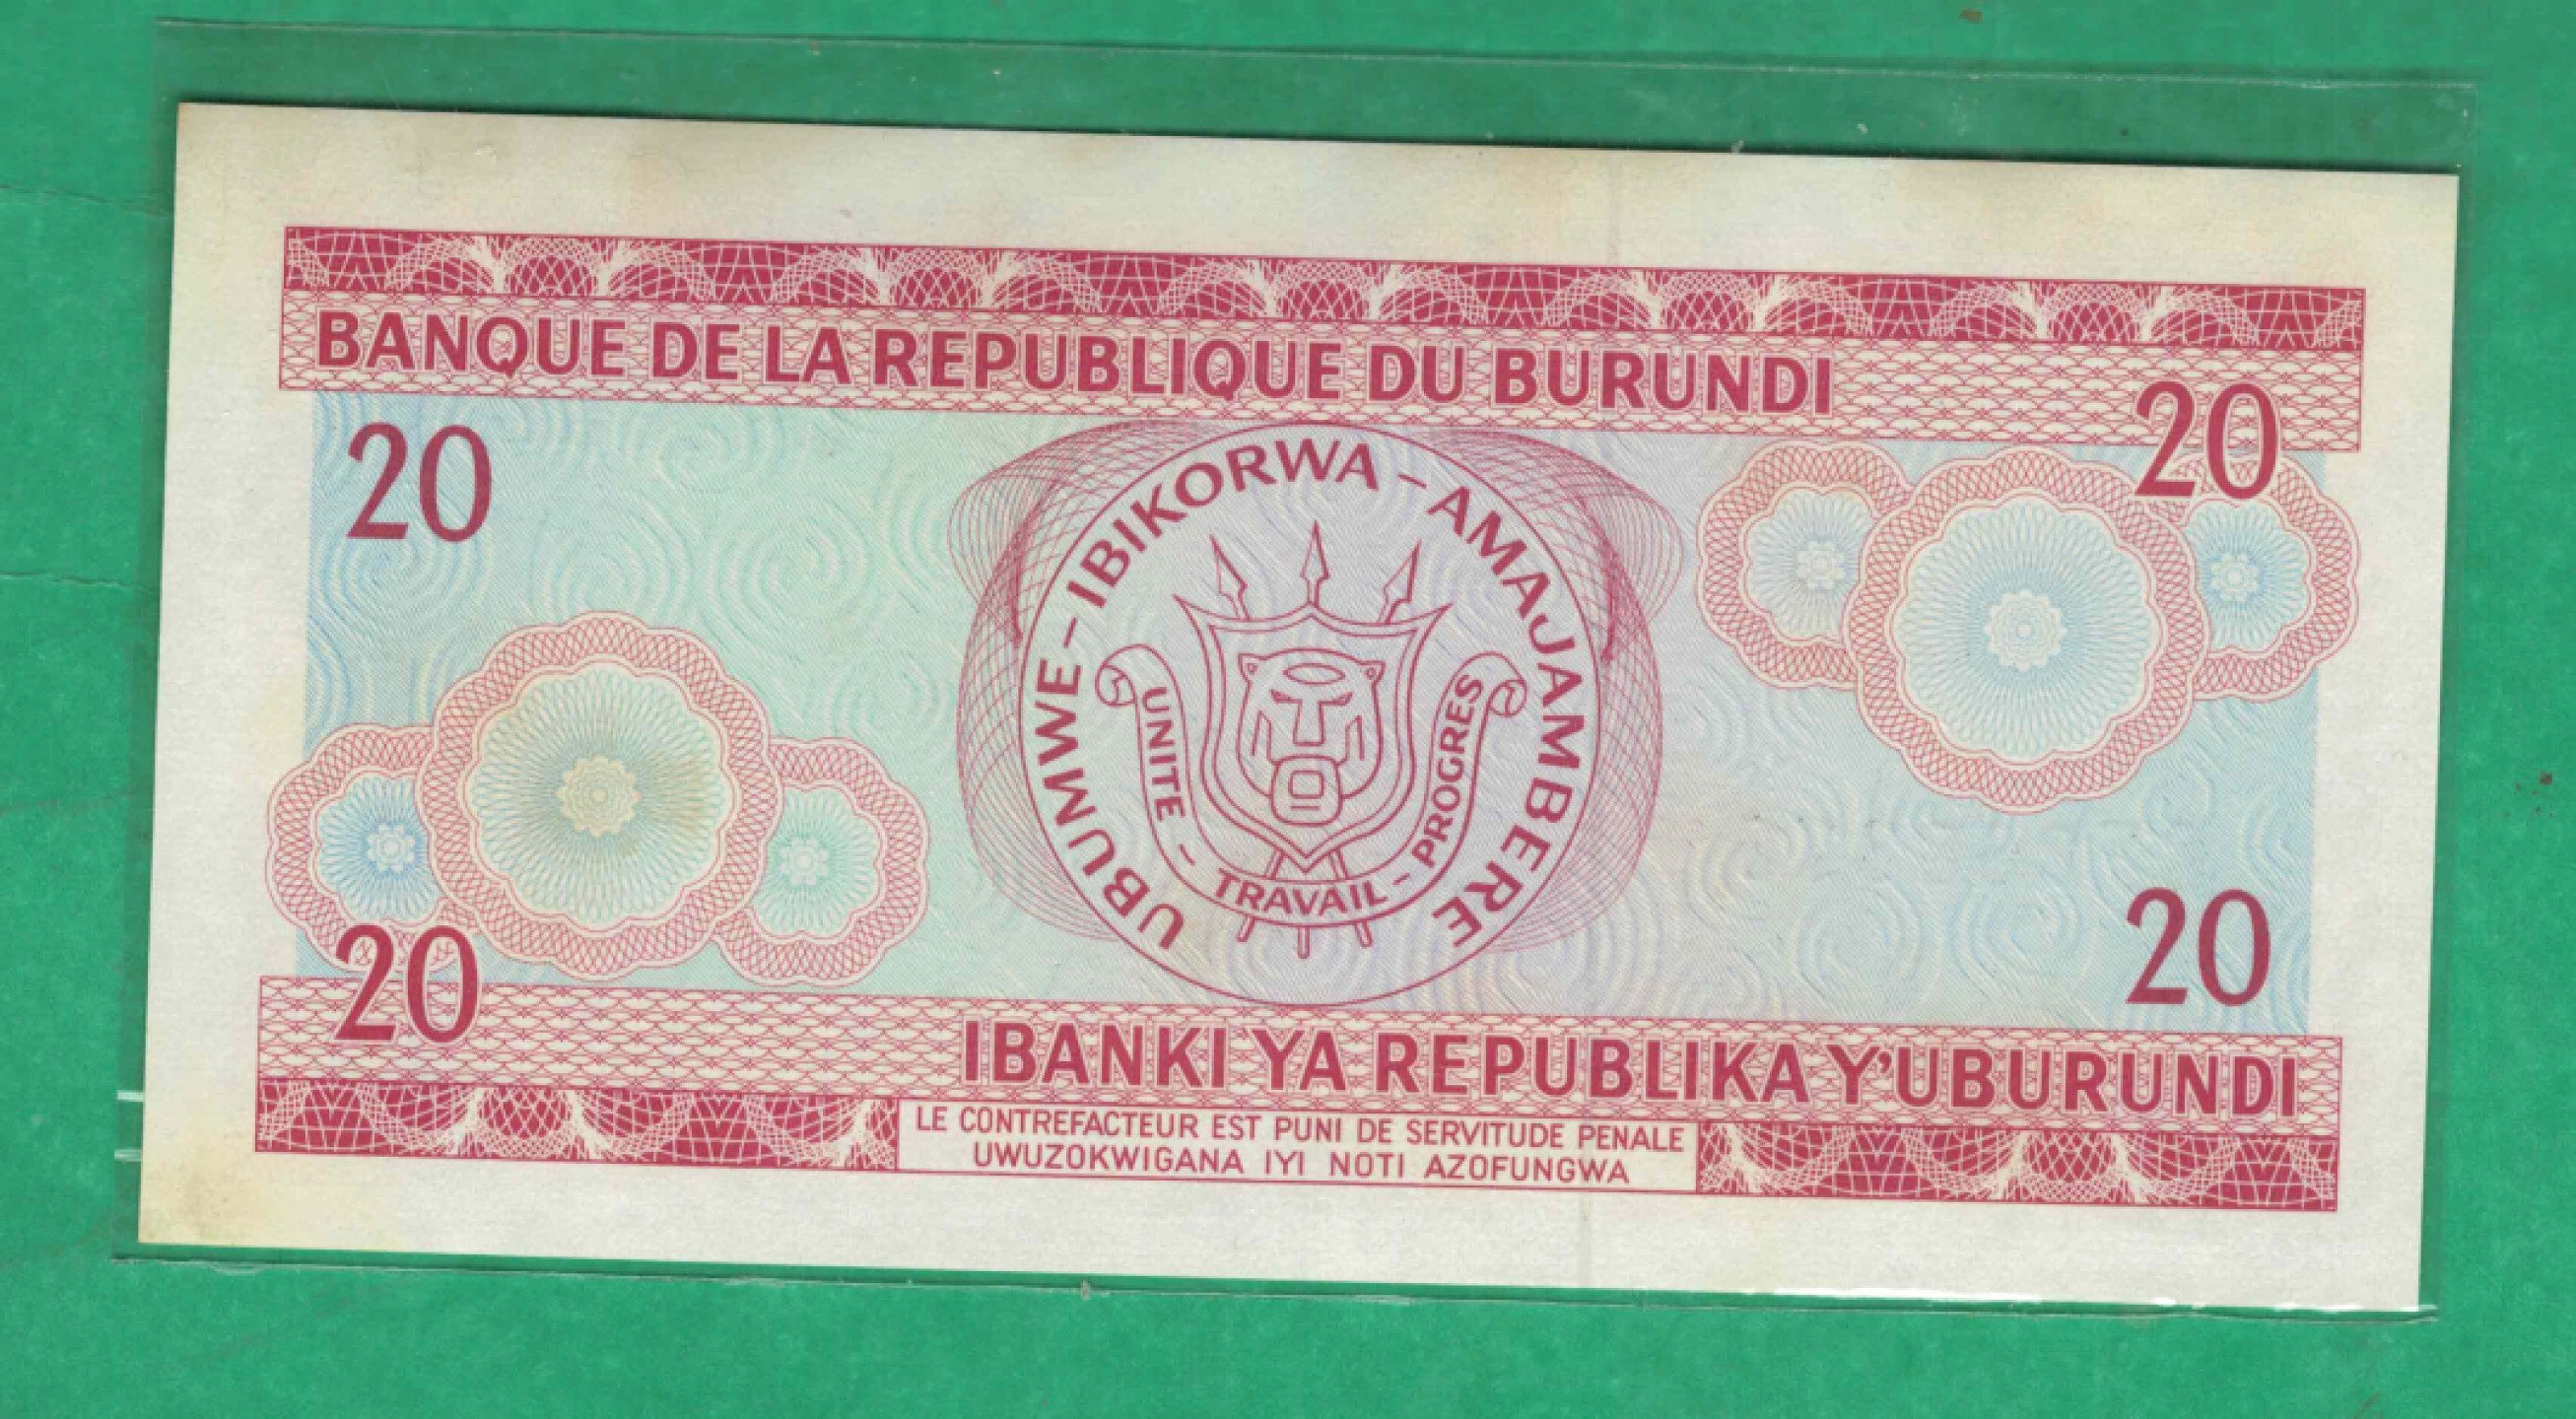 BANQUE DE LA REPUBLIQUE DU BURUNDI
20
20
UBUMWE - IBIKORWA - AMAJAMBERE
UNITE - TRAVAIL - PROGRES
20
20
IBANKI YA REPUBLIKA Y'UBURUNDI
LE CONTREFACTEUR EST PUNI DE SERVITUDE PENALE
UWUZOKWIGANA IYI NOTI AZOFUNGWA